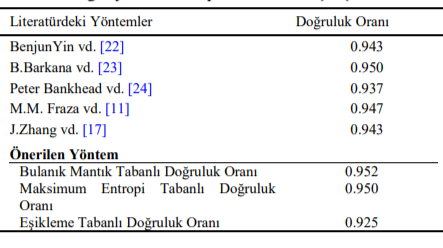 Literatürdeki Yöntemler Doğruluk Oranı
BenjunYin vd. [22] 0.943
B.Barkana vd. [23] 0.950
Peter Bankhead vd. [24] 0.937
M.M. Fraza vd. [11] 0.947
J.Zhang vd. [17] 0.943
Önerilen Yöntem
Bulanık Mantık Tabanlı Doğruluk Oranı 0.952
Maksimum Entropi Tabanlı Doğruluk 0.950
Oranı
Eşikleme Tabanlı Doğruluk Oranı 0.925